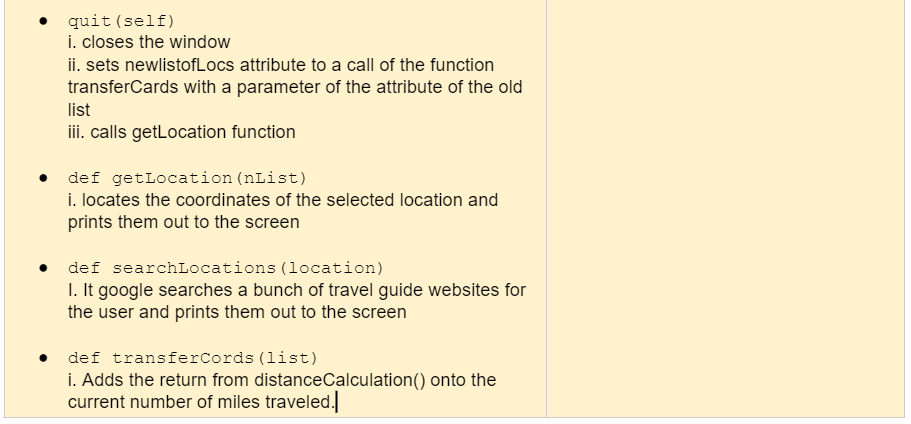 ● quit(self)
i. closes the window
ii. sets newlistofLocs attribute to a call of the function
transferCards with a parameter of the attribute of the old
list
iii. calls getLocation function
● def getLocation(nList)
i. locates the coordinates of the selected location and
prints them out to the screen
● def searchLocations(location)
I. It google searches a bunch of travel guide websites for
the user and prints them out to the screen
● def transferCords(list)
i. Adds the return from distanceCalculation() onto the
current number of miles traveled.